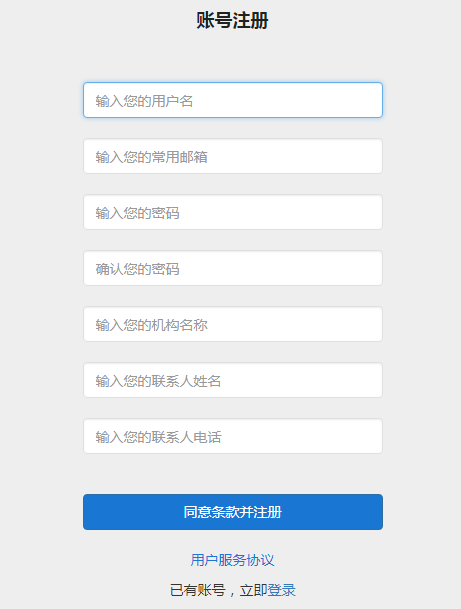 账号注册
输入您的用户名
输入您的常用邮箱
输入您的密码
确认您的密码
输入您的机构名称
输入您的联系人姓名
输入您的联系人电话
同意条款并注册
用户服务协议
已有账号，立即登录